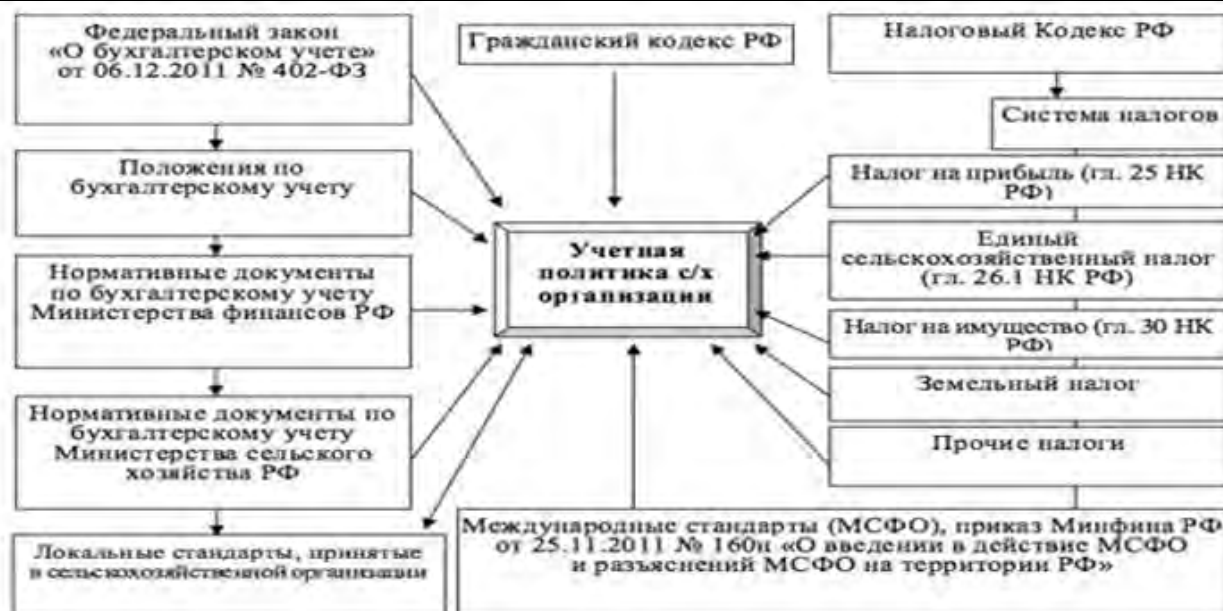 Федеральный закон
«О бухгалтерском учете»
от 06.12.2011 № 402-ФЗ
Положения по
бухгалтерскому учету
Нормативные документы
по бухгалтерскому учету
Министерства финансов РФ
Нормативные документы по
бухгалтерскому учету
Министерства сельского
хозяйства РФ
Локальные стандарты, принятые
в сельскохозяйственной организации
Гражданский кодекс РФ
Учетная
политика с/х
организации
Международные стандарты (МСФО), приказ Минфина РФ
от 25.11.2011 № 160н «О введении в действие МСФО
и разъяснений МСФО на территории РФ»
Налоговый Кодекс РФ
Система налогов
Налог на прибыль (гл. 25 НК
РФ)
Единый
сельскохозяйственный налог
(гл. 26.1 НК РФ)
Налог на имущество (гл. 30 НК
РФ)
Земельный налог
Прочие налоги